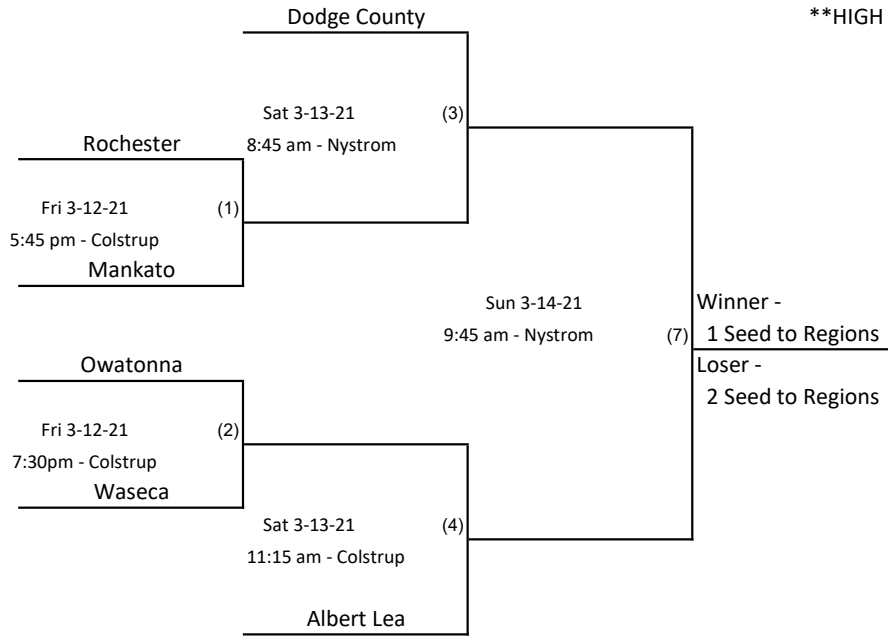 Dodge County
**HIGH
Sat 3-13-21
(3)
8:45 am - Nystrom
Rochester
Fri 3-12-21
(1)
5:45 pm - Colstrup
Mankato
Sun 3-14-21
Winner -
9:45 am - Nystrom
(7)
1 Seed to Regions
Owatonna
Loser -
2 Seed to Regions
Fri 3-12-21
(2)
7:30pm - Colstrup
Waseca
Sat 3-13-21
(4)
11:15 am - Colstrup
Albert Lea